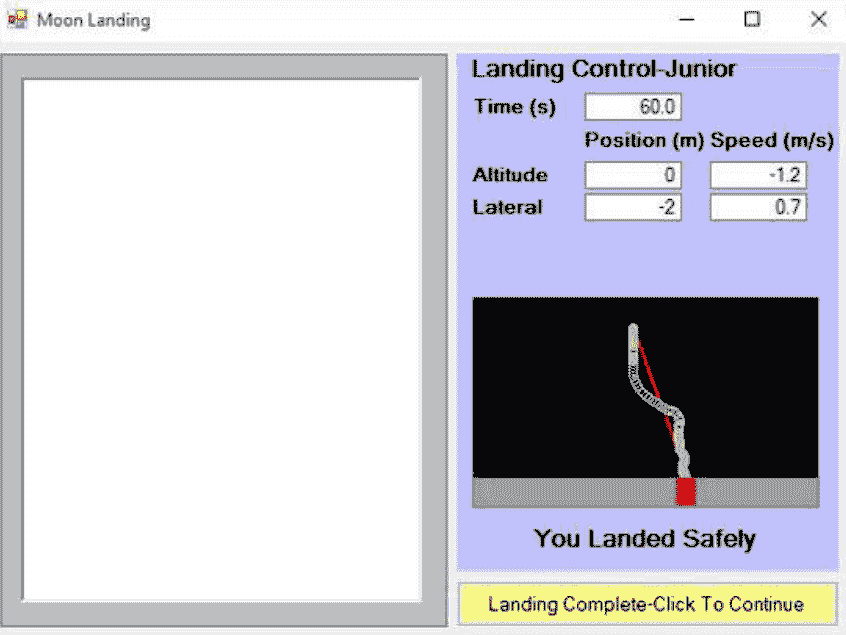 Moon Landing
Landing Control-Junior
Time (s) 60.0
Position (m) Speed (m/s)
Altitude 0 -1.2
Lateral -2 0.7
You Landed Safely
Landing Complete-Click To Continue